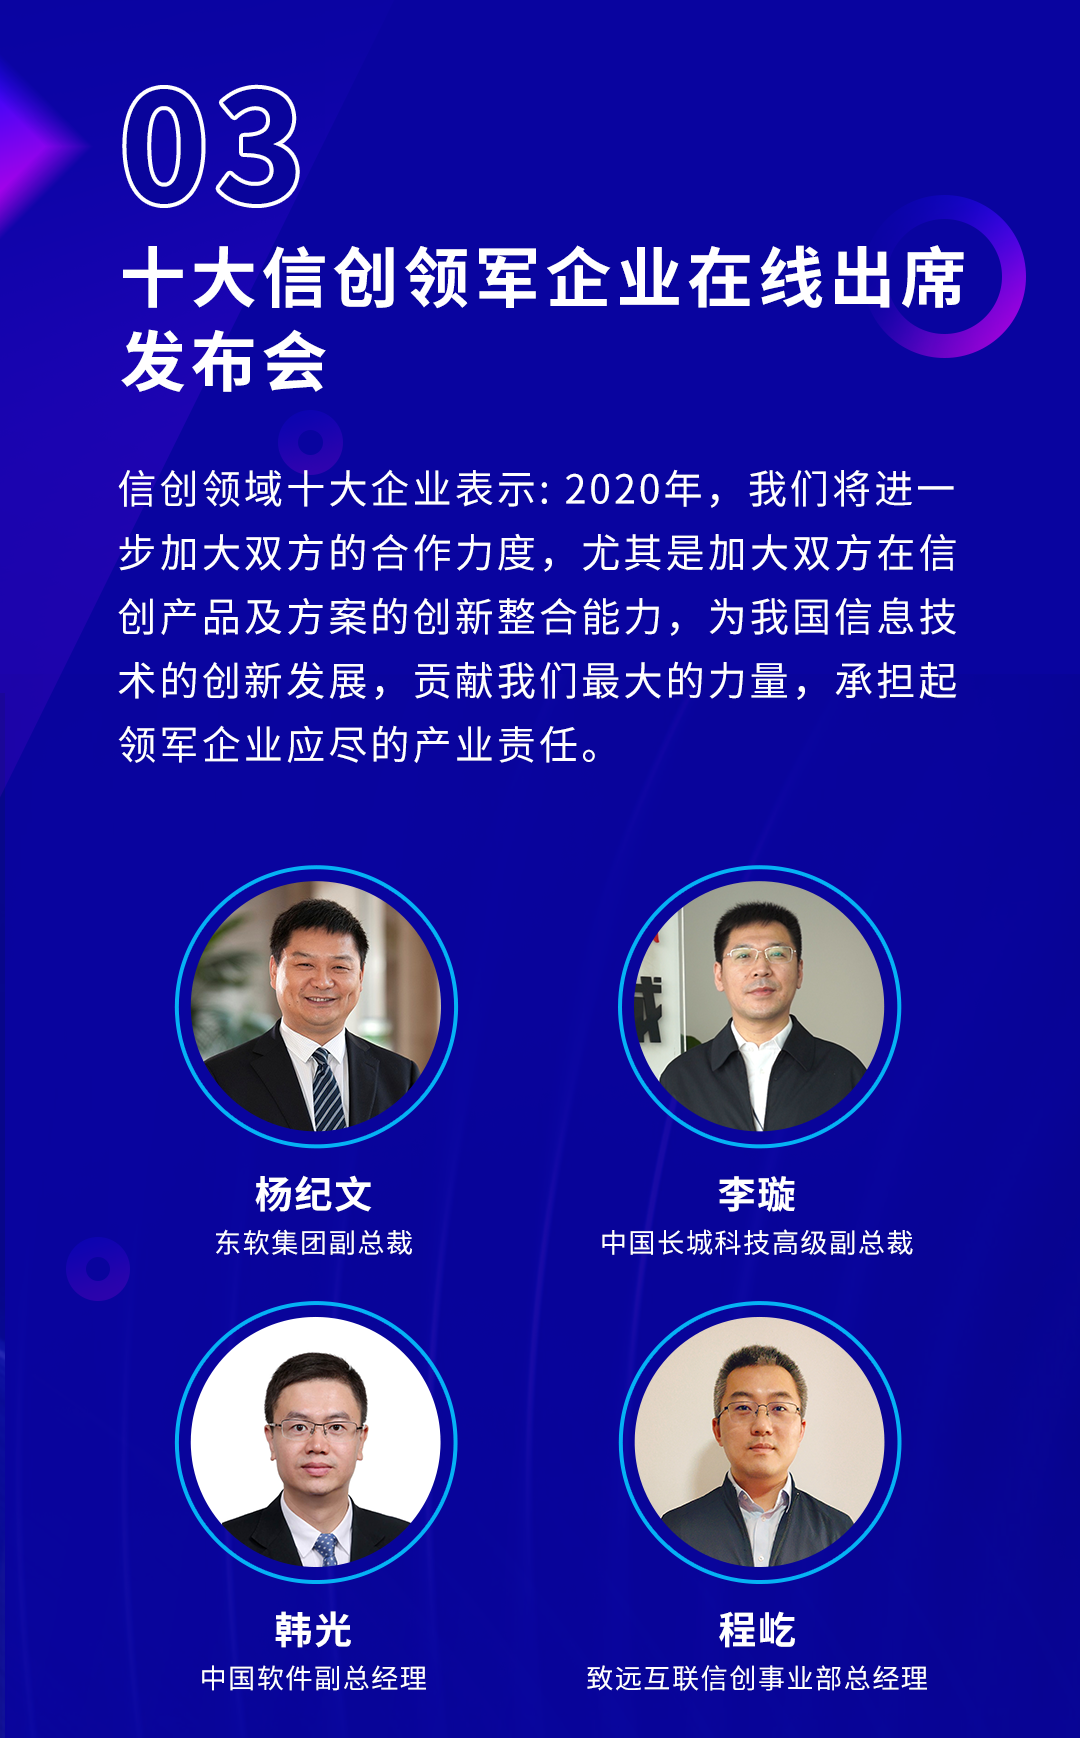 03
十大信创领军企业在线出席
发布会
信创领域十大企业表示: 2020年，我们将进一
步加大双方的合作力度，尤其是加大双方在信
创产品及方案的创新整合能力，为我国信息技
术的创新发展，贡献我们最大的力量，承担起
领军企业应尽的产业责任。
城
杨纪文
李璇
东软集团副总裁
中国长城科技高级副总裁
韩光
程屹
中国软件副总经理
致远互联信创事业部总经理